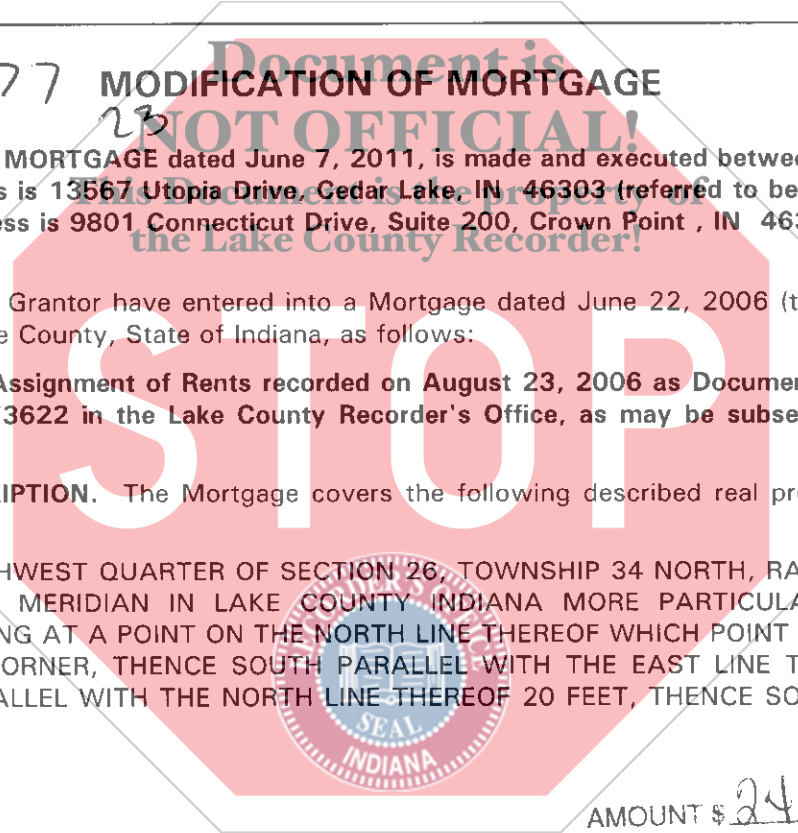 77 MODIFICATION OF MORTGAGE
Document is
23
NOT OFFICIAL!
MORTGAGE dated June 7, 2011, is made and executed betwee
s is 13567 Utopia Drive, Cedar Lake, IN 46303 (referred to be
This Document is the property of
ess is 9801 Connecticut Drive, Suite 200, Crown Point , IN 463
the Lake County Recorder!
Grantor have entered into a Mortgage dated June 22, 2006 (t
e County, State of Indiana, as follows:
Assignment of Rents recorded on August 23, 2006 as Documen
73622 in the Lake County Recorder's Office, as may be subse
STOP
IPTION. The Mortgage covers the following described real pr
HWEST QUARTER OF SECTION 26, TOWNSHIP 34 NORTH, RA
MERIDIAN IN LAKE COUNTY INDIANA MORE PARTICULA
NG AT A POINT ON THE NORTH LINE THEREOF WHICH POINT
ORNER, THENCE SOUTH PARALLEL WITH THE EAST LINE T
ALLEL WITH THE NORTH LINE THEREOF 20 FEET, THENCE SO
RECORDER'S OFFICE
SEAL
INDIANA
AMOUNT $ 24